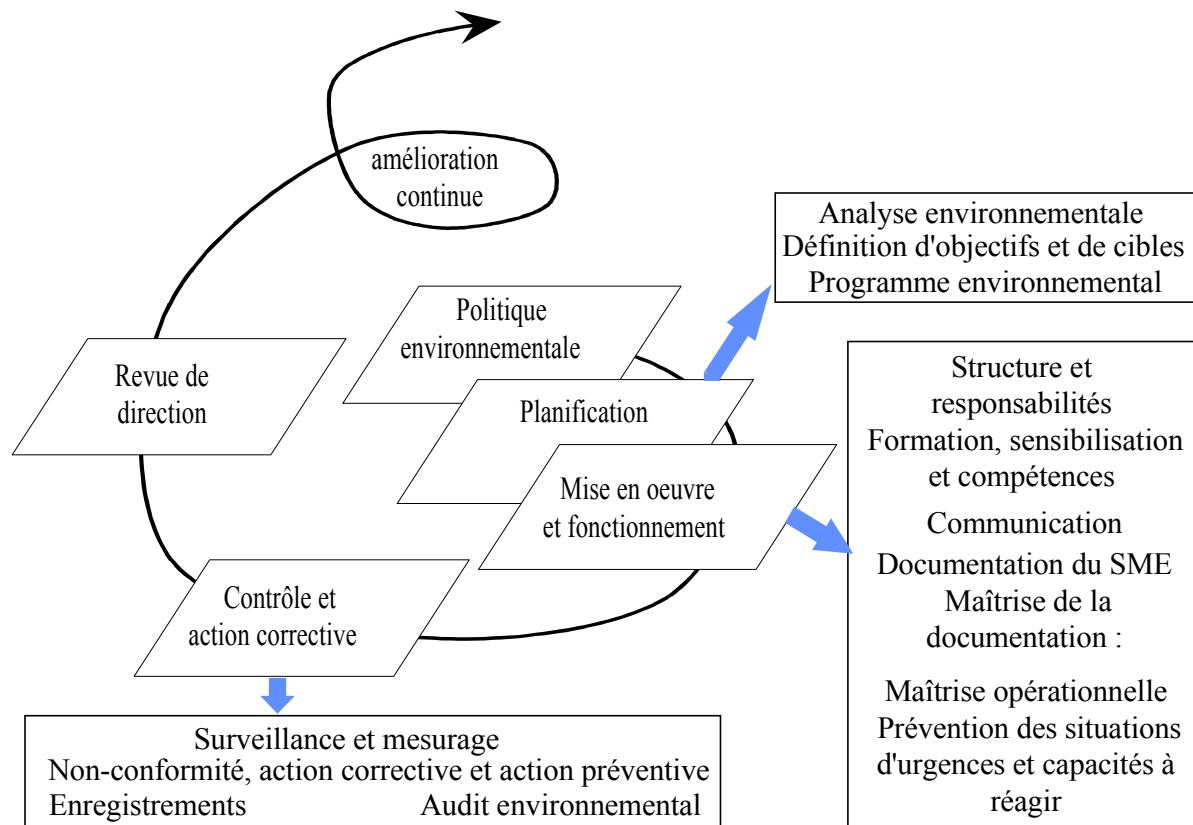 amélioration
continue
Analyse environnementale
Définition d'objectifs et de cibles
Programme environnemental
Politique
environnementale
Planification
Mise en oeuvre
et fonctionnement
Structure et
responsabilités
Formation, sensibilisation
et compétences
Communication
Documentation du SME
Maîtrise de la
documentation :
Maîtrise opérationnelle
Prévention des situations
d'urgences et capacités à
réagir
Revue de
direction
Contrôle et
action corrective
Surveillance et mesurage
Non-conformité, action corrective et action préventive
Enregistrements Audit environnemental